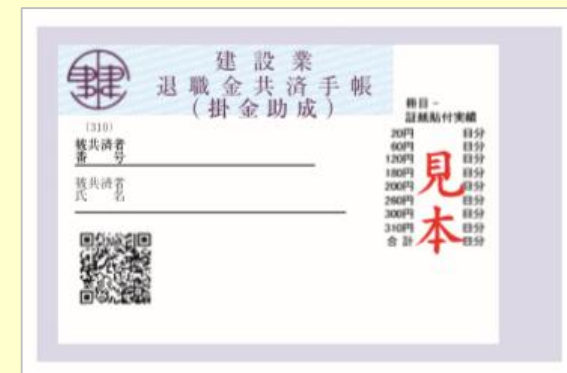 建設業
退職金共済手帳
(掛金助成)
(310)
被共済者
番号
被共済者
氏名
冊目-
証紙貼付実績
20円 日分
60円 日分
120円 日分
180円 日分
200円 日分
260円 日分
300円 日分
310円 日分
合計 日分
見本